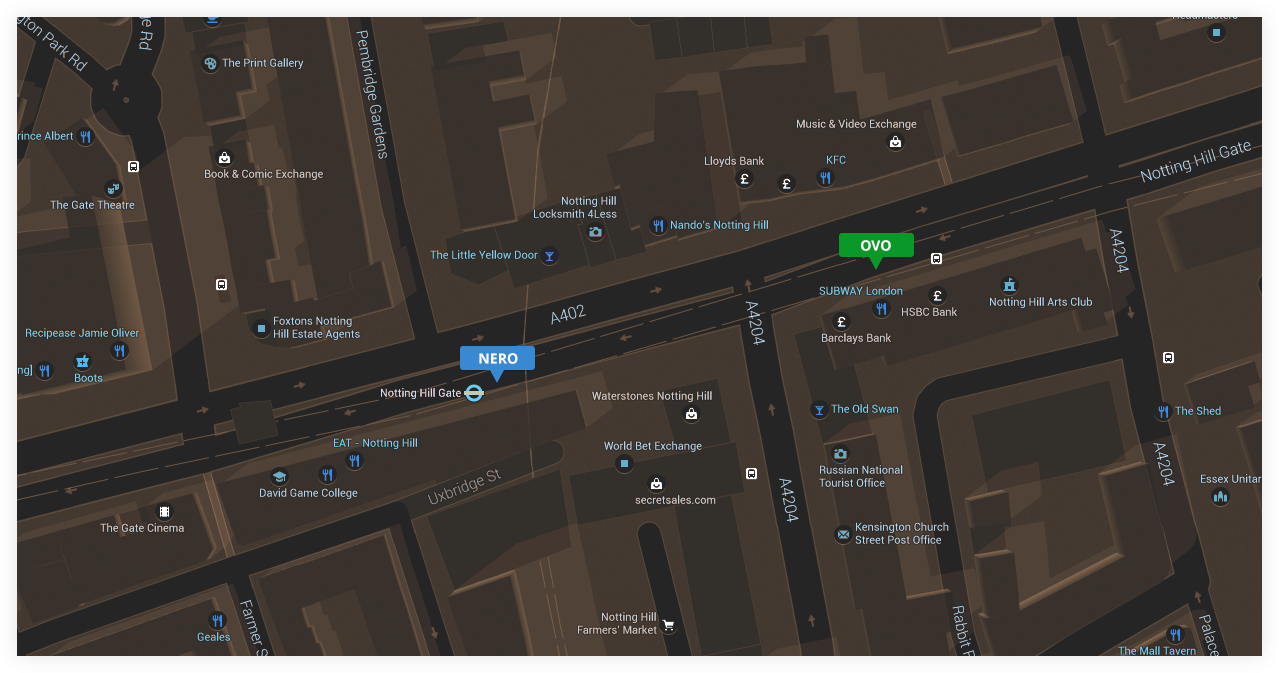 Headmasters
gton Park Rd
e Rd
Pembridge Gardens
The Print Gallery
rince Albert
Music & Video Exchange
Lloyds Bank
KFC
Notting Hill Gate
Book & Comic Exchange
The Gate Theatre
Notting Hill
Locksmith 4Less
Nando's Notting Hill
The Little Yellow Door
OVO
A4204
SUBWAY London
HSBC Bank
Notting Hill Arts Club
Barclays Bank
A402
A4204
Foxtons Notting
Hill Estate Agents
Recipease Jamie Oliver
ng]
Boots
NERO
Notting Hill Gate
Waterstones Notting Hill
The Old Swan
The Shed
EAT - Notting Hill
World Bet Exchange
David Game College
Uxbridge St
secretsales.com
Russian National
Tourist Office
A4204
A4204
Essex Unitar
The Gate Cinema
Kensington Church
Street Post Office
Farmer S
Geales
Notting Hill
Farmers' Market
Rabbit R
Palace
The Mall Tavern